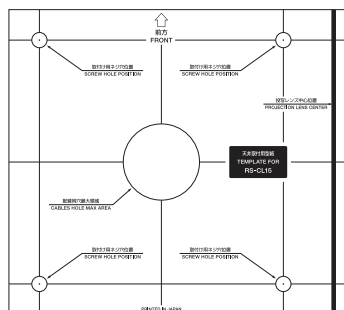 前方
FRONT
取付け用ネジ穴位置
SCREW HOLE POSITION
取付け用ネジ穴位置
SCREW HOLE POSITION
投写レンズ中心位置
PROJECTION LENS CENTER
天井取付用型紙
TEMPLATE FOR
RS-CL15
配線用穴最大領域
CABLES HOLE MAX AREA
取付け用ネジ穴位置
SCREW HOLE POSITION
取付け用ネジ穴位置
SCREW HOLE POSITION
PRINTED IN JAPAN